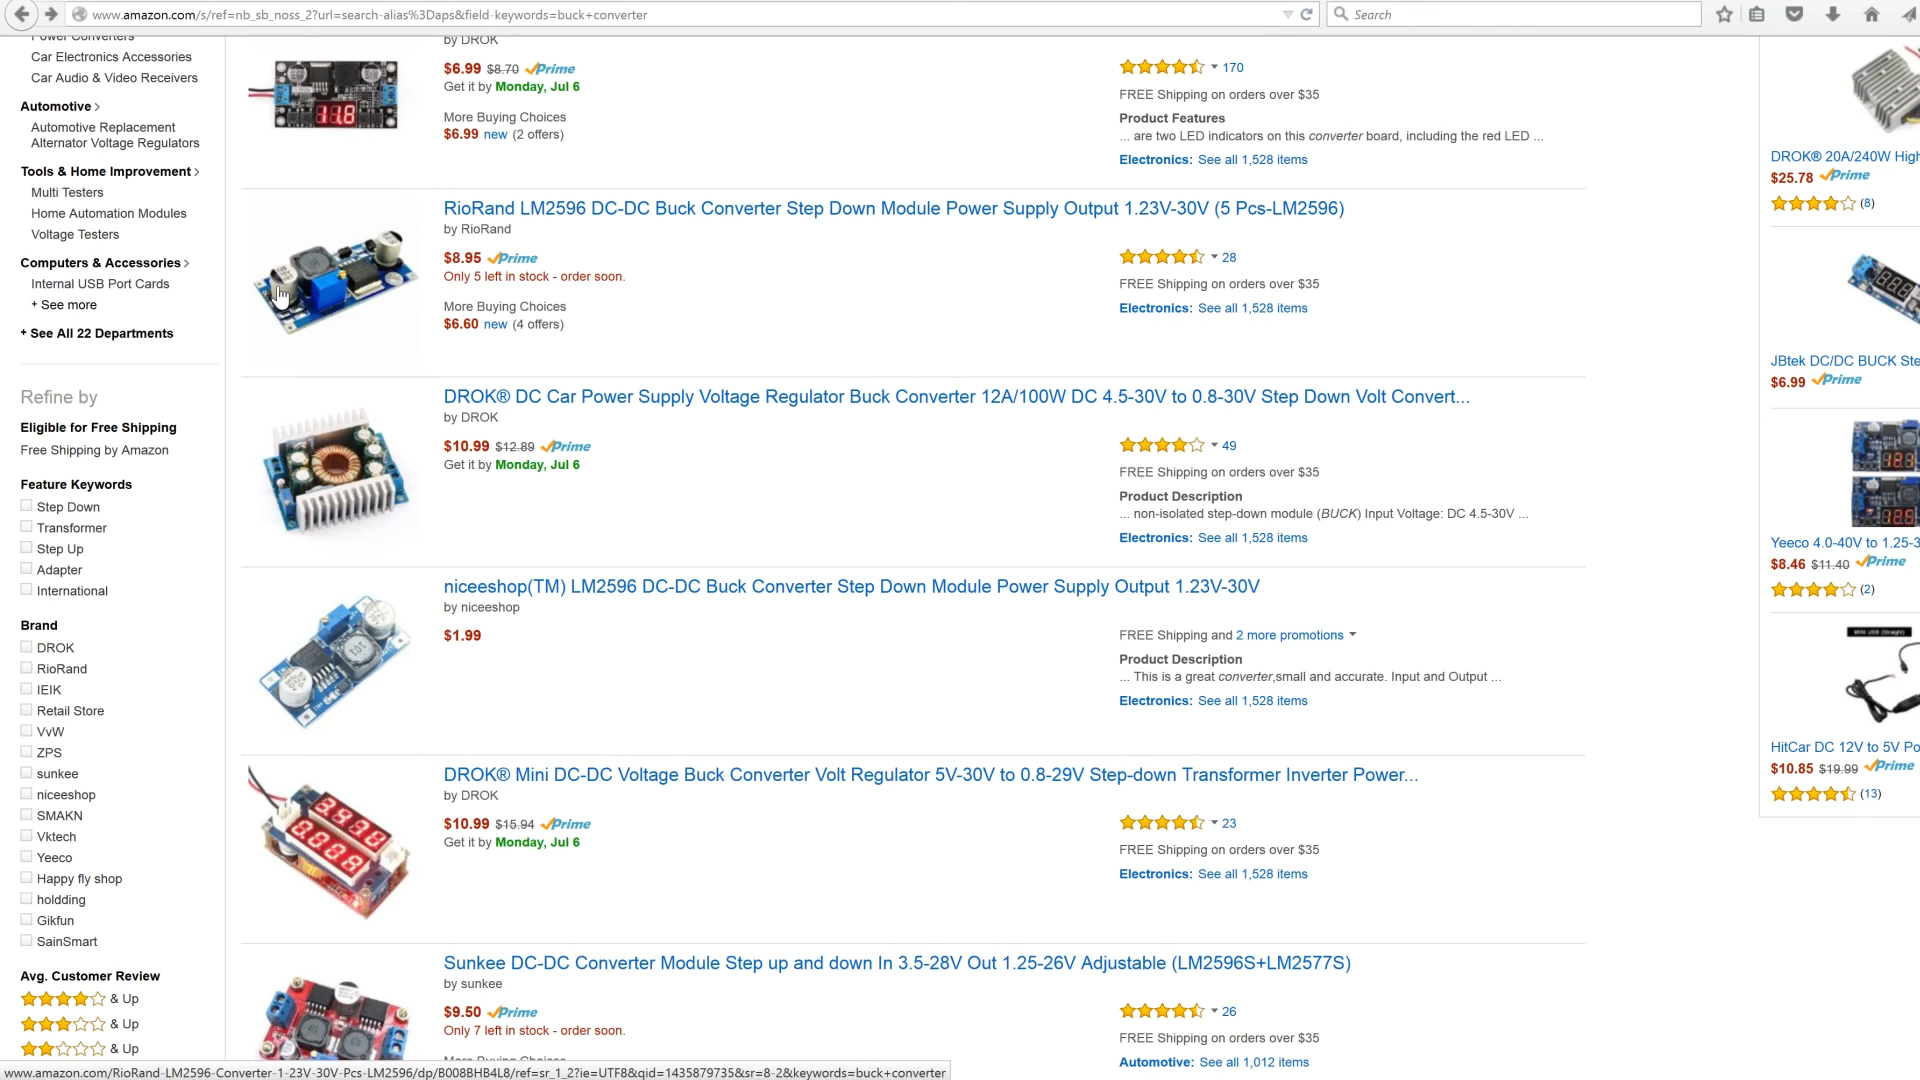 www.amazon.com/s/ref=nb_sb_noss_2?url=search-alias%3Daps&field-keywords=buck+converter
Search
Power Converters
Car Electronics Accessories
Car Audio & Video Receivers
Automotive
Automotive Replacement
Alternator Voltage Regulators
Tools & Home Improvement
Multi Testers
Home Automation Modules
Voltage Testers
Computers & Accessories
Internal USB Port Cards
+ See more
+ See All 22 Departments
Refine by
Eligible for Free Shipping
Free Shipping by Amazon
Feature Keywords
Step Down
Transformer
Step Up
Adapter
International
Brand
DROK
RioRand
IEIK
Retail Store
VvW
ZPS
sunkee
niceeshop
SMAKN
Vktech
Yeeco
Happy fly shop
holdding
Gikfun
SainSmart
Avg. Customer Review
& Up
& Up
& Up
by DROK
$6.99 $8.70 Prime
Get it by Monday, Jul 6
More Buying Choices
$6.99 new (2 offers)
11.8
170
FREE Shipping on orders over $35
Product Features
... are two LED indicators on this converter board, including the red LED ...
Electronics: See all 1,528 items
RioRand LM2596 DC-DC Buck Converter Step Down Module Power Supply Output 1.23V-30V (5 Pcs-LM2596)
by RioRand
$8.95 Prime
Only 5 left in stock - order soon.
More Buying Choices
$6.60 new (4 offers)
28
FREE Shipping on orders over $35
Electronics: See all 1,528 items
DROK® DC Car Power Supply Voltage Regulator Buck Converter 12A/100W DC 4.5-30V to 0.8-30V Step Down Volt Convert...
by DROK
$10.99 $12.89 Prime
Get it by Monday, Jul 6
49
FREE Shipping on orders over $35
Product Description
... non-isolated step-down module (BUCK) Input Voltage: DC 4.5-30V ...
Electronics: See all 1,528 items
niceeshop(TM) LM2596 DC-DC Buck Converter Step Down Module Power Supply Output 1.23V-30V
by niceeshop
$1.99
FREE Shipping and 2 more promotions
Product Description
... This is a great converter,small and accurate. Input and Output ...
Electronics: See all 1,528 items
DROK® Mini DC-DC Voltage Buck Converter Volt Regulator 5V-30V to 0.8-29V Step-down Transformer Inverter Power...
by DROK
$10.99 $15.94 Prime
Get it by Monday, Jul 6
23
FREE Shipping on orders over $35
Electronics: See all 1,528 items
Sunkee DC-DC Converter Module Step up and down In 3.5-28V Out 1.25-26V Adjustable (LM2596S+LM2577S)
by sunkee
$9.50 Prime
Only 7 left in stock - order soon.
More Buying Choices
26
FREE Shipping on orders over $35
Automotive: See all 1,012 items
DROK® 20A/240W High
$25.78 Prime
(8)
JBtek DC/DC BUCK Ste
$6.99 Prime
Yeeco 4.0-40V to 1.25-3
$8.46 $11.40 Prime
(2)
HitCar DC 12V to 5V Po
$10.85 $19.99 Prime
(13)
www.amazon.com/RioRand-LM2596-Converter-1-23V-30V-Pcs-LM2596/dp/B008BHB4L8/ref=sr_1_2?ie=UTF8&qid=1435879735&sr=8-2&keywords=buck+converter